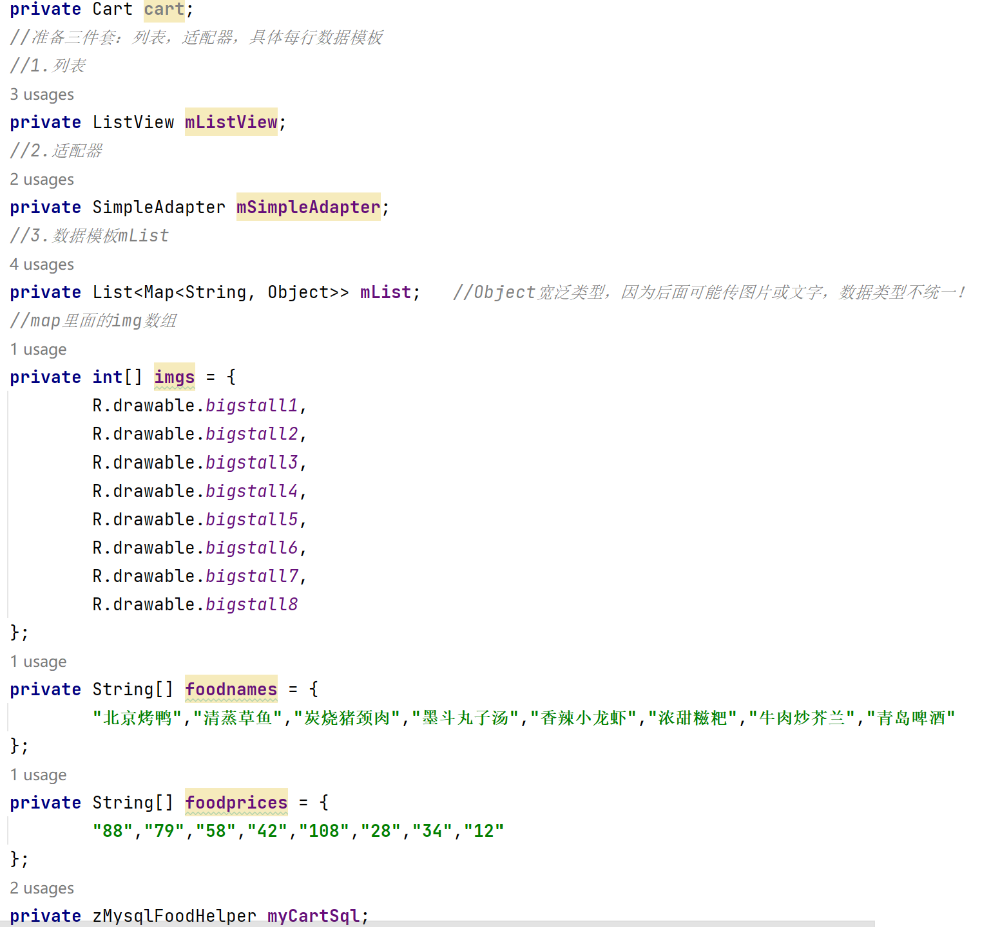 private Cart cart;
//准备三件套：列表，适配器，具体每行数据模板
//1.列表
3 usages
private ListView mListView;
//2.适配器
2 usages
private SimpleAdapter mSimpleAdapter;
//3.数据模板mList
4 usages
private List<Map<String, Object>> mList;   //Object宽泛类型，因为后面可能传图片或文字，数据类型不统一！
//map里面的img数组
1 usage
private int[] imgs = {
        R.drawable.bigstall1,
        R.drawable.bigstall2,
        R.drawable.bigstall3,
        R.drawable.bigstall4,
        R.drawable.bigstall5,
        R.drawable.bigstall6,
        R.drawable.bigstall7,
        R.drawable.bigstall8
};
1 usage
private String[] foodnames = {
        "北京烤鸭","清蒸草鱼","炭烧猪颈肉","墨斗丸子汤","香辣小龙虾","浓甜糍粑","牛肉炒芥兰","青岛啤酒"
};
1 usage
private String[] foodprices = {
        "88","79","58","42","108","28","34","12"
};
2 usages
private zMysqlFoodHelper myCartSql;